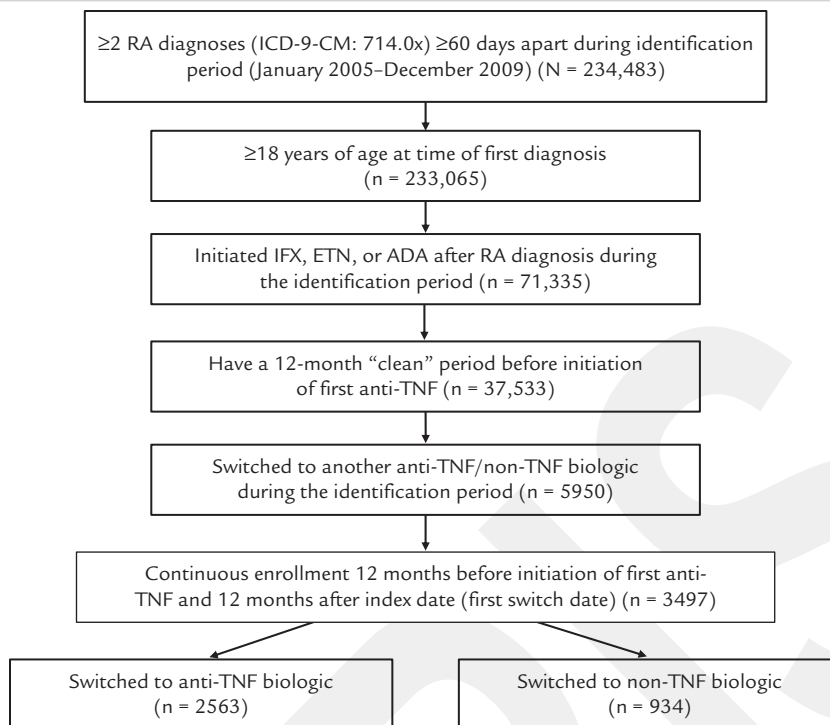 ≥2 RA diagnoses (ICD-9-CM: 714.0x) ≥60 days apart during identification
period (January 2005–December 2009) (N = 234,483)
≥18 years of age at time of first diagnosis
(n = 233,065)
Initiated IFX, ETN, or ADA after RA diagnosis during
the identification period (n = 71,335)
Have a 12-month “clean” period before initiation
of first anti-TNF (n = 37,533)
Switched to another anti-TNF/non-TNF biologic
during the identification period (n = 5950)
Continuous enrollment 12 months before initiation of first anti-
TNF and 12 months after index date (first switch date) (n = 3497)
Switched to anti-TNF biologic
(n = 2563)
Switched to non-TNF biologic
(n = 934)